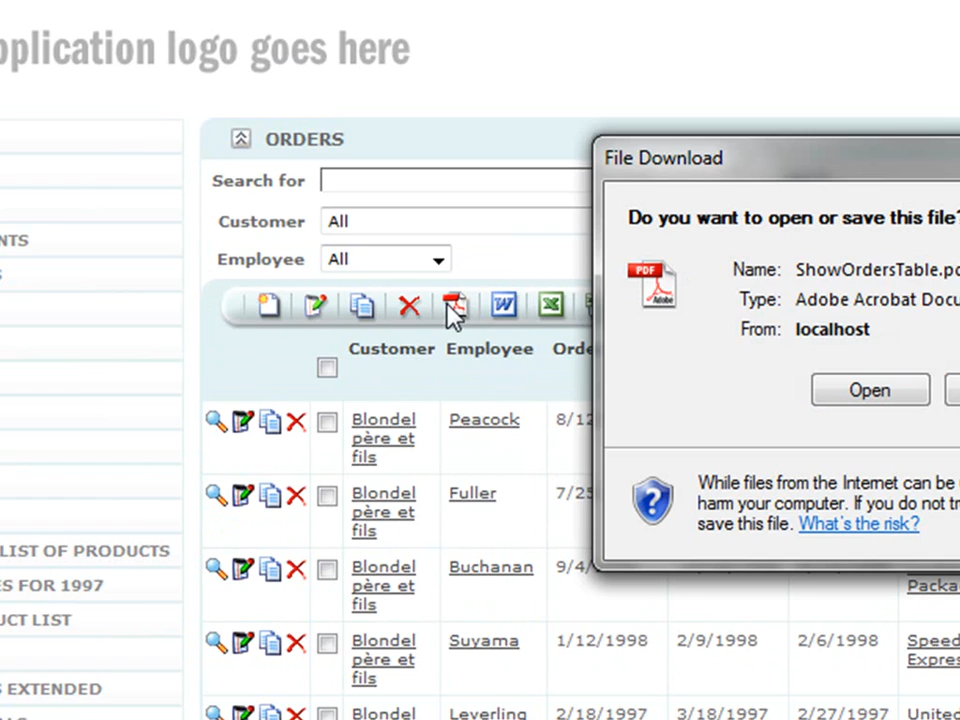 pplication logo goes here
ORDERS
Search for
Customer All
Employee All
NTS
LIST OF PRODUCTS
ES FOR 1997
UCT LIST
S EXTENDED
Customer Employee Orde
Blondel père et fils Peacock 8/12
Blondel père et fils Fuller 7/25
Blondel père et fils Buchanan 9/4/
Packa
Blondel père et fils Suyama 1/12/1998 2/9/1998 2/6/1998 Speed Expres
Blondel Leverling 2/18/1997 3/18/1997 2/27/1997 United
File Download
Do you want to open or save this file?
PDF
Adobe
Name: ShowOrdersTable.pd
Type: Adobe Acrobat Docu
From: localhost
Open
While files from the Internet can be u
harm your computer. If you do not tr
save this file. What's the risk?